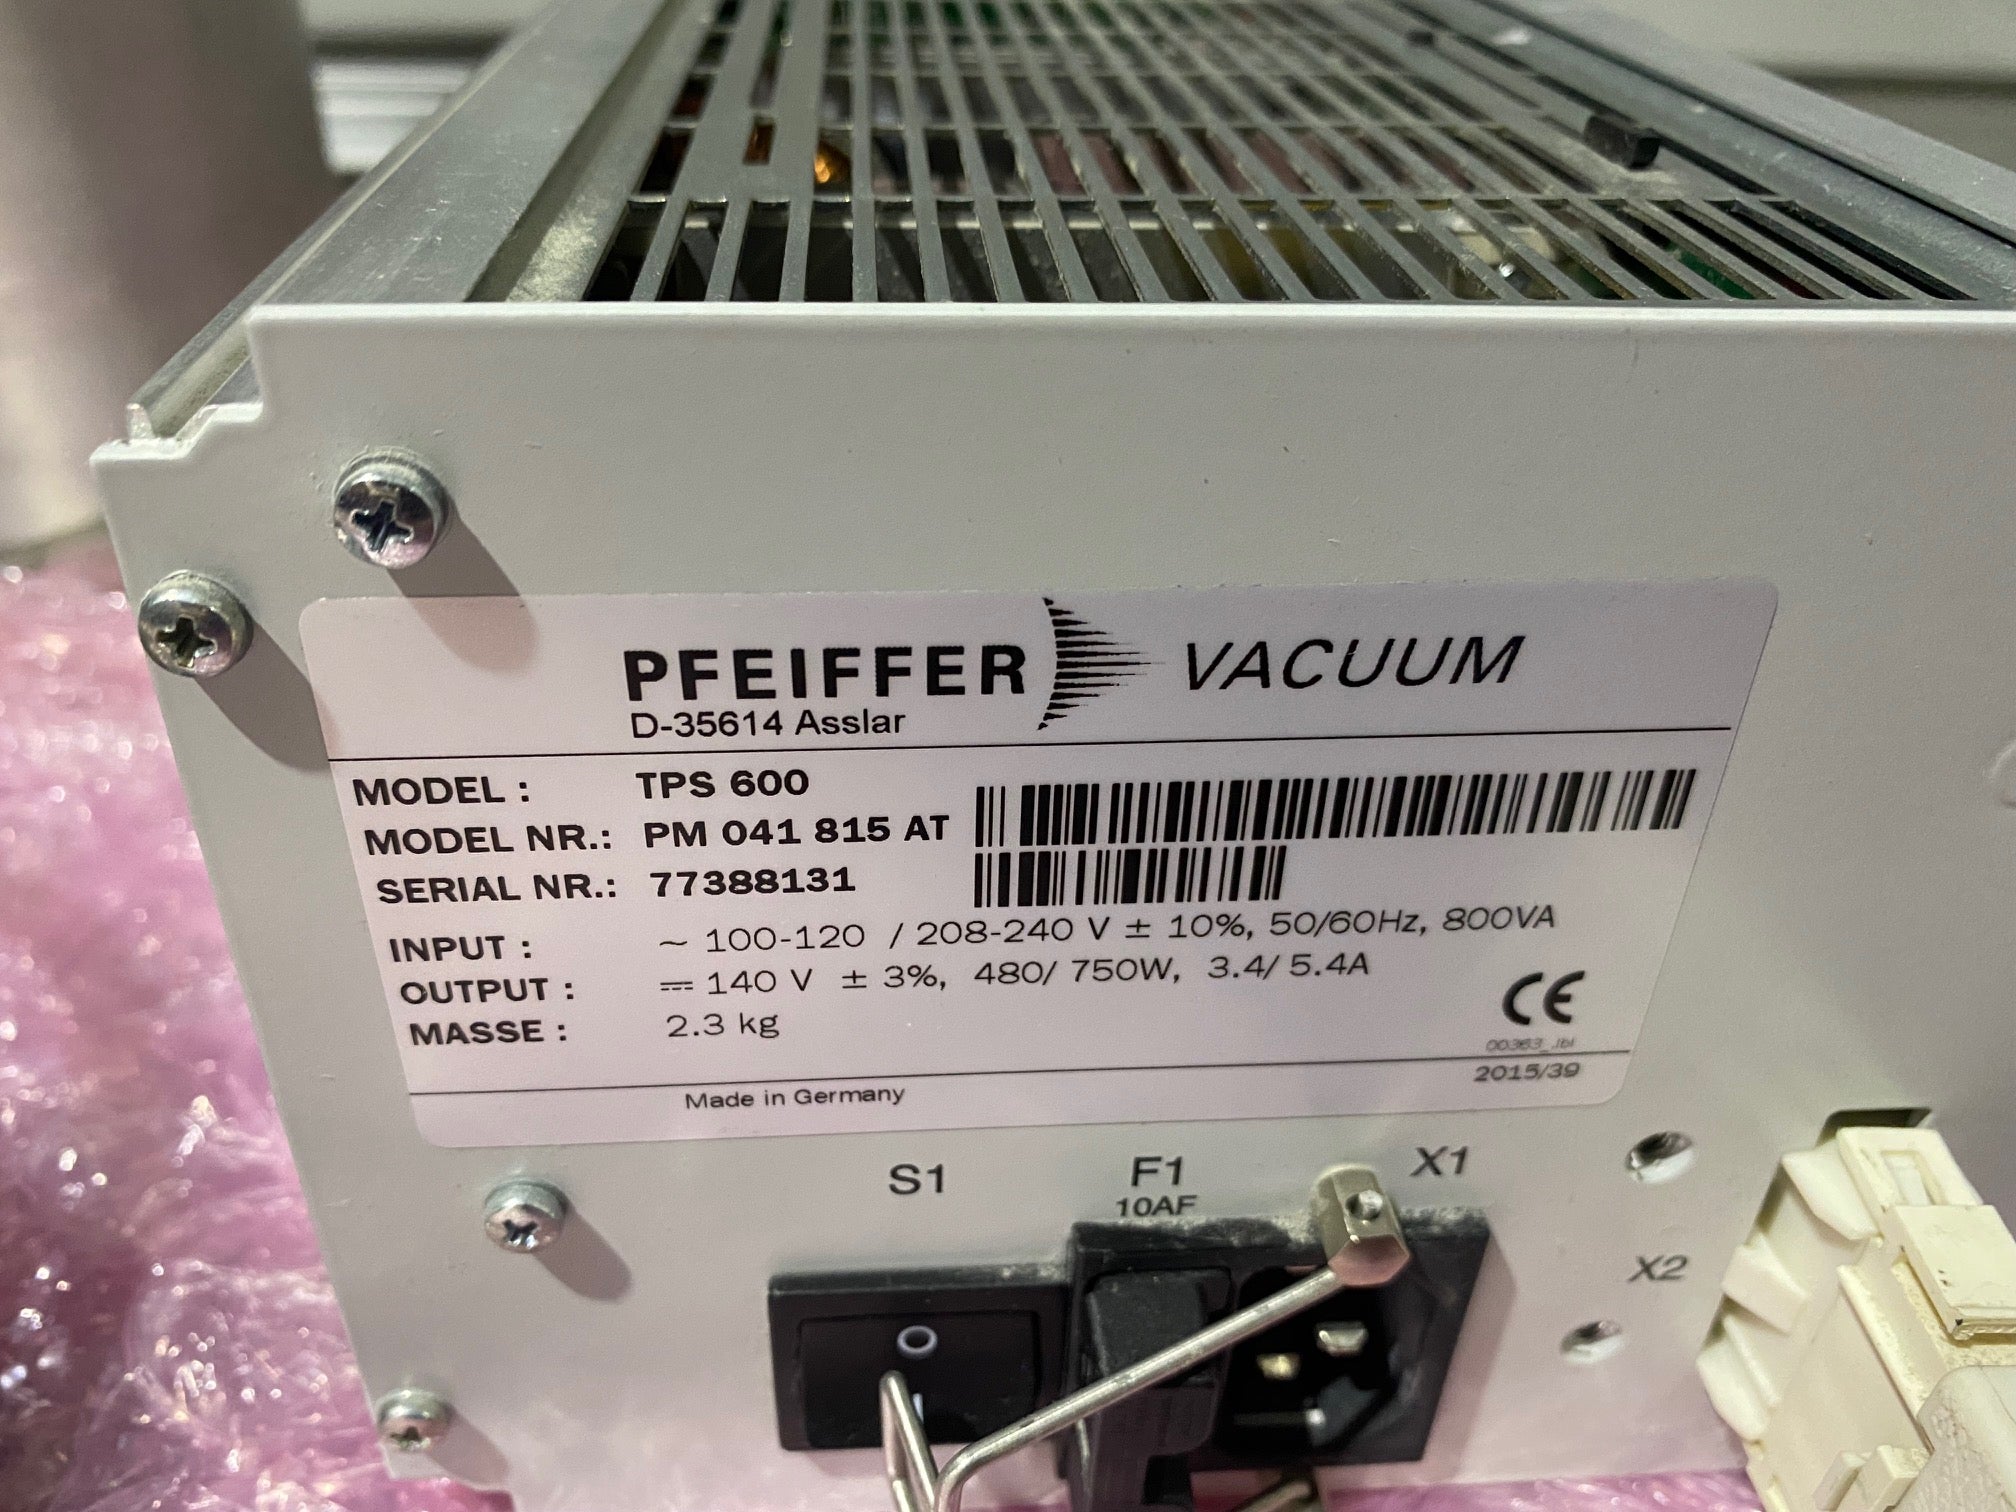 PFEIFFER VACUUM
D-35614 Asslar
MODEL : TPS 600
MODEL NR.: PM 041 815 AT
SERIAL NR.: 77388131
INPUT : ~ 100-120 / 208-240 V ± 10%, 50/60Hz, 800VA
OUTPUT : ⎓ 140 V ± 3%, 480/ 750W, 3.4/ 5.4A
MASSE : 2.3 kg
CE
00363_.lbl
2015/39
Made in Germany
S1
F1
10AF
X1
X2